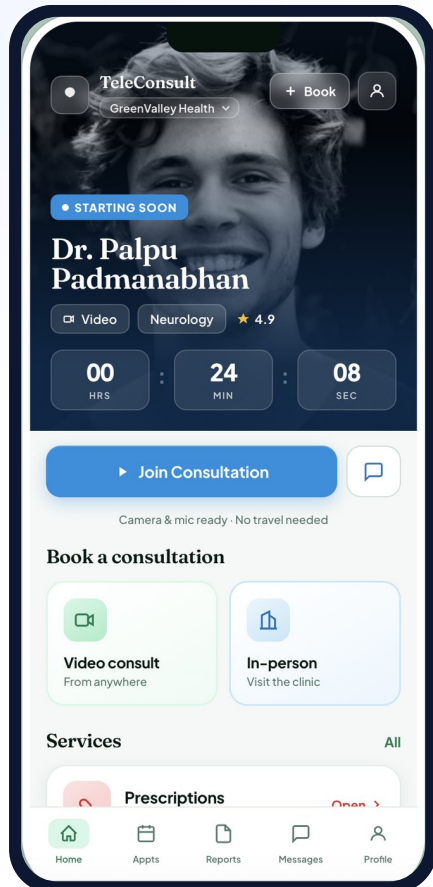 TeleConsult
GreenValley Health
+ Book
STARTING SOON
Dr. Palpu
Padmanabhan
Video
Neurology
4.9
00 : 24 : 08
HRS MIN SEC
Join Consultation
Camera & mic ready · No travel needed
Book a consultation
Video consult
From anywhere
In-person
Visit the clinic
Services
All
Prescriptions
Open
Home
Appts
Reports
Messages
Profile